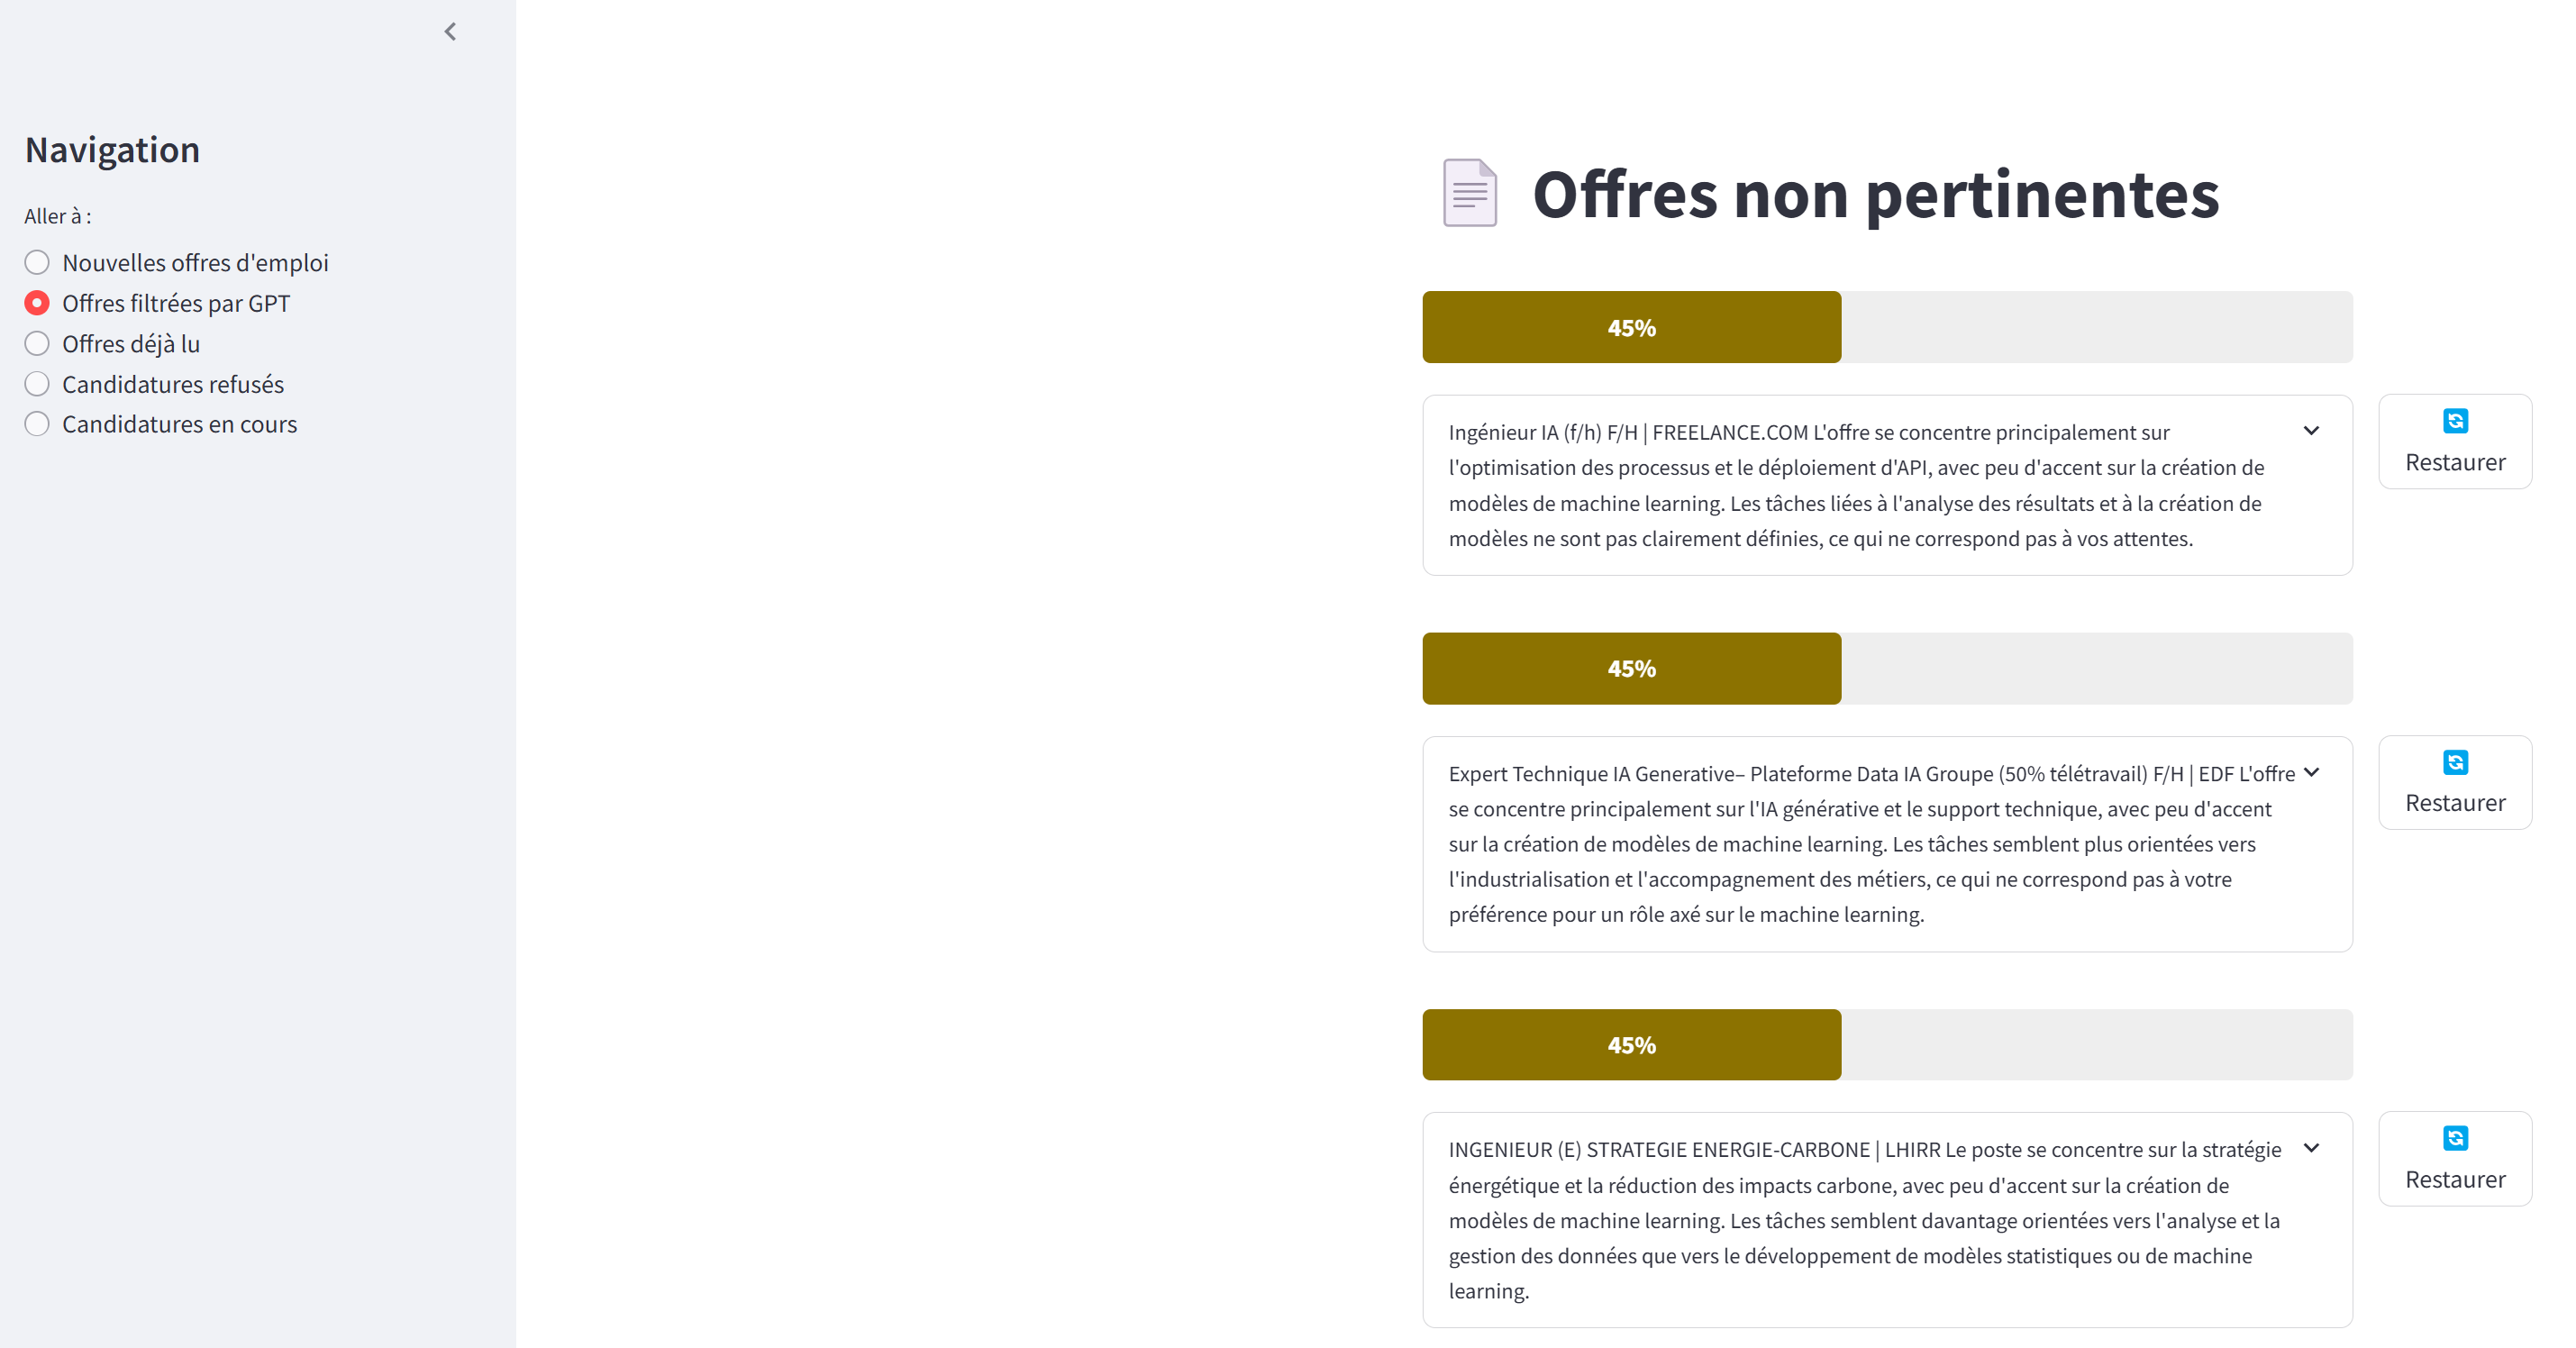 Navigation
Aller à :
Nouvelles offres d'emploi
Offres filtrées par GPT
Offres déjà lu
Candidatures refusés
Candidatures en cours
Offres non pertinentes
45%
Ingénieur IA (f/h) F/H | FREELANCE.COM L'offre se concentre principalement sur
l'optimisation des processus et le déploiement d'API, avec peu d'accent sur la création de
modèles de machine learning. Les tâches liées à l'analyse des résultats et à la création de
modèles ne sont pas clairement définies, ce qui ne correspond pas à vos attentes.
Restaurer
45%
Expert Technique IA Generative– Plateforme Data IA Groupe (50% télétravail) F/H | EDF L'offre
se concentre principalement sur l'IA générative et le support technique, avec peu d'accent
sur la création de modèles de machine learning. Les tâches semblent plus orientées vers
l'industrialisation et l'accompagnement des métiers, ce qui ne correspond pas à votre
préférence pour un rôle axé sur le machine learning.
Restaurer
45%
INGENIEUR (E) STRATEGIE ENERGIE-CARBONE | LHIRR Le poste se concentre sur la stratégie
énergétique et la réduction des impacts carbone, avec peu d'accent sur la création de
modèles de machine learning. Les tâches semblent davantage orientées vers l'analyse et la
gestion des données que vers le développement de modèles statistiques ou de machine
learning.
Restaurer